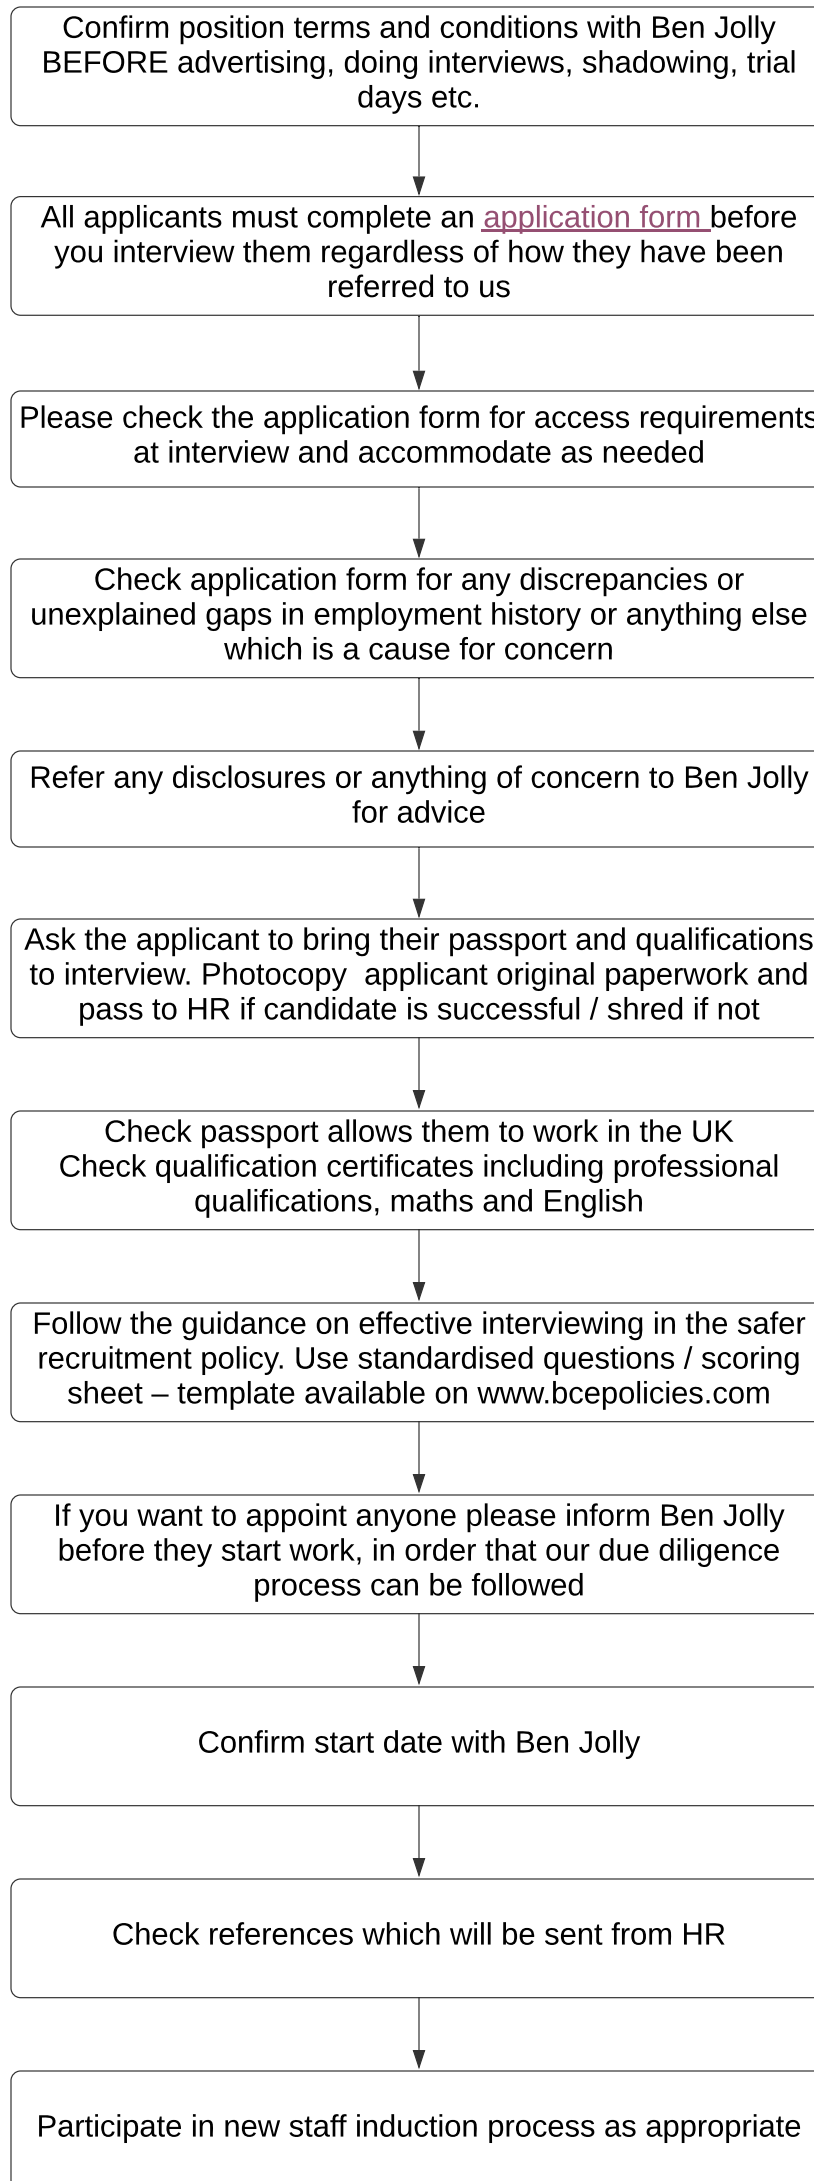 Confirm position terms and conditions with Ben Jolly
BEFORE advertising, doing interviews, shadowing, trial
days etc.
All applicants must complete an application form before
you interview them regardless of how they have been
referred to us
Please check the application form for access requirements
at interview and accommodate as needed
Check application form for any discrepancies or
unexplained gaps in employment history or anything else
which is a cause for concern
Refer any disclosures or anything of concern to Ben Jolly
for advice
Ask the applicant to bring their passport and qualifications
to interview. Photocopy  applicant original paperwork and
pass to HR if candidate is successful / shred if not
Check passport allows them to work in the UK
Check qualification certificates including professional
qualifications, maths and English
Follow the guidance on effective interviewing in the safer
recruitment policy. Use standardised questions / scoring
sheet – template available on www.bcepolicies.com
If you want to appoint anyone please inform Ben Jolly
before they start work, in order that our due diligence
process can be followed
Confirm start date with Ben Jolly
Check references which will be sent from HR
Participate in new staff induction process as appropriate